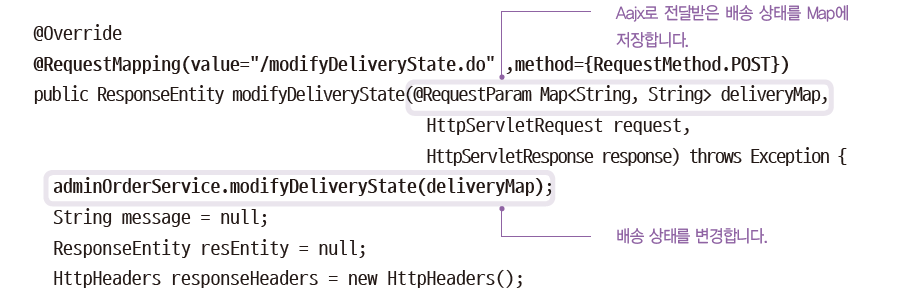 Aajx로 전달받은 배송 상태를 Map에
저장합니다.
@Override
@RequestMapping(value="/modifyDeliveryState.do" ,method={RequestMethod.POST})
public ResponseEntity modifyDeliveryState(@RequestParam Map<String, String> deliveryMap,
HttpServletRequest request,
HttpServletResponse response) throws Exception {
adminOrderService.modifyDeliveryState(deliveryMap);
String message = null;
배송 상태를 변경합니다.
ResponseEntity resEntity = null;
HttpHeaders responseHeaders = new HttpHeaders();